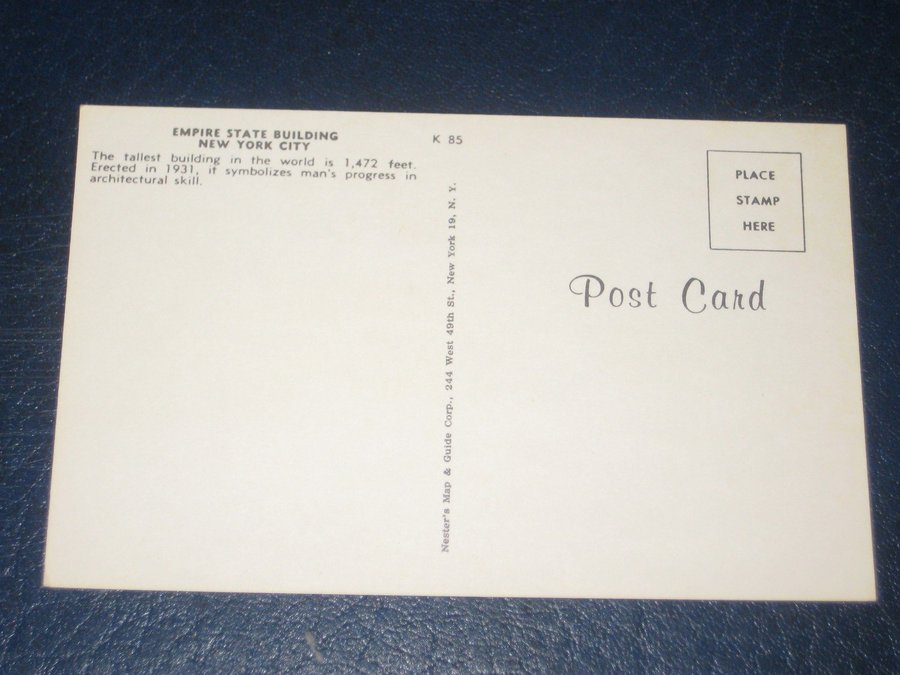 EMPIRE STATE BUILDING
NEW YORK CITY
The tallest building in the world is 1,472 feet.
Erected in 1931, it symbolizes man's progress in
architectural skill.
K 85
Nester's Map & Guide Corp., 244 West 49th St., New York 19, N. Y.
PLACE
STAMP
HERE
Post Card